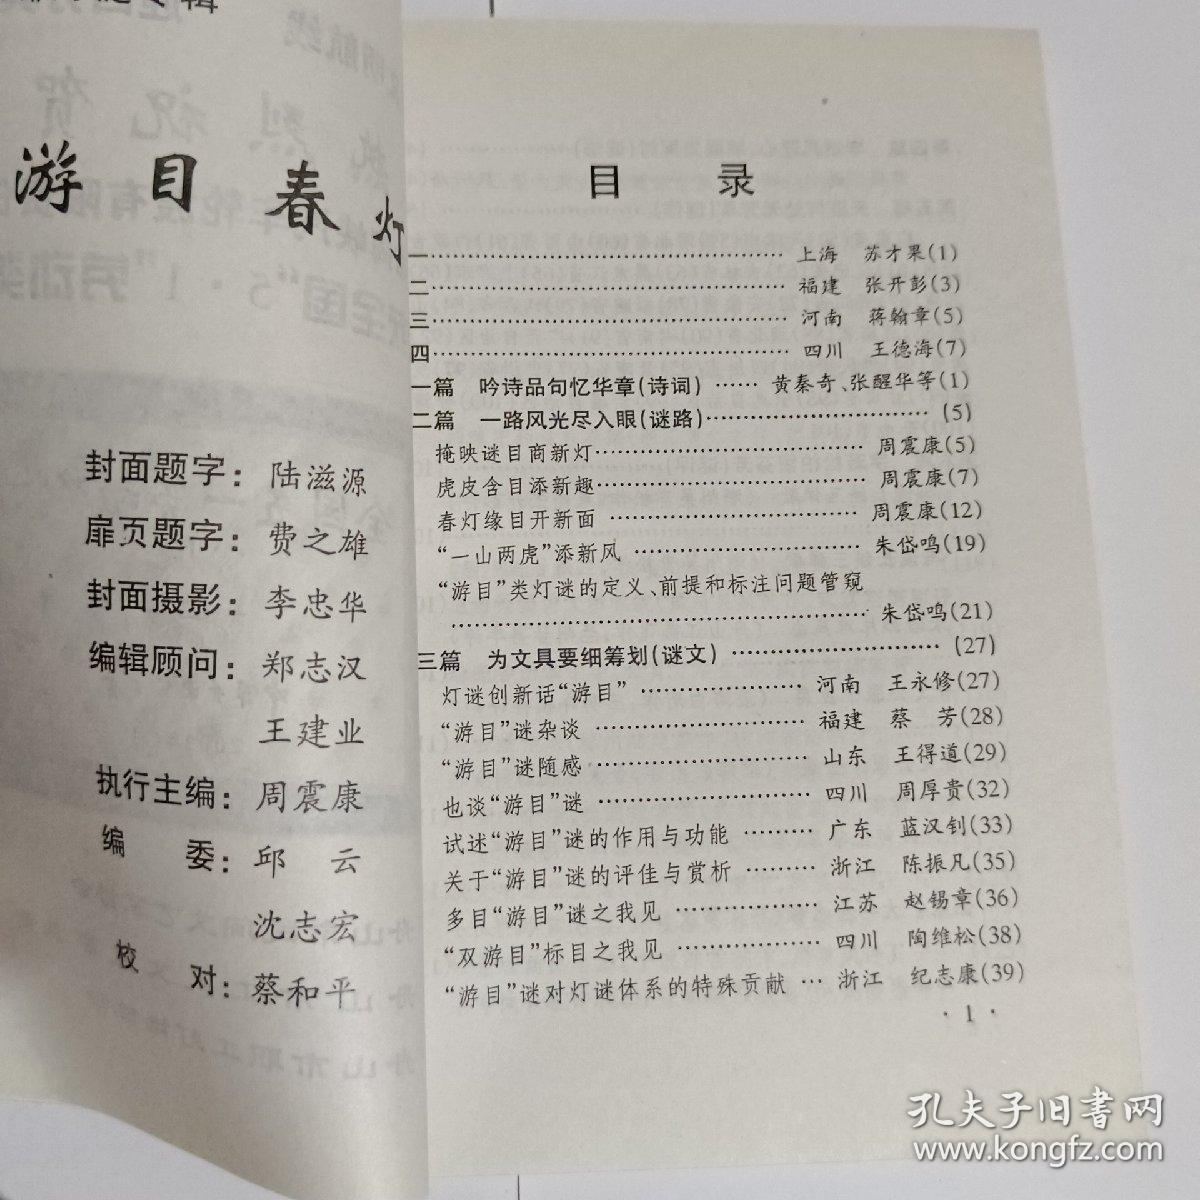 游目春灯
封面题字：陆滋源
扉页题字：费之雄
封面摄影：李忠华
编辑顾问：郑志汉
王建业
执行主编：周震康
编 委：邱 云
沈志宏
校 对：蔡和平
目 录
一…… 上海 苏才果(1)
二…… 福建 张开彭(3)
三…… 河南 蒋翰章(5)
四…… 四川 王德海(7)
一篇 吟诗品句忆华章(诗词) …… 黄秦奇、张醒华等(1)
二篇 一路风光尽入眼(谜路)…… (5)
掩映谜目商新灯…… 周震康(5)
虎皮含目添新趣…… 周震康(7)
春灯缘目开新面 …… 周震康(12)
“一山两虎”添新风 …… 朱岱鸣(19)
“游目”类灯谜的定义、前提和标注问题管窥
…… 朱岱鸣(21)
三篇 为文具要细筹划(谜文) …… (27)
灯谜创新话“游目” …… 河南 王永修(27)
“游目”谜杂谈 …… 福建 蔡 芳(28)
“游目”谜随感 …… 山东 王得道(29)
也谈“游目”谜 …… 四川 周厚贵(32)
试述“游目”谜的作用与功能 …… 广东 蓝汉钊(33)
关于“游目”谜的评佳与赏析 …… 浙江 陈振凡(35)
多目“游目”谜之我见 …… 江苏 赵锡章(36)
“双游目”标目之我见 …… 四川 陶维松(38)
“游目”谜对灯谜体系的特殊贡献 … 浙江 纪志康(39)
· 1 ·
孔夫子旧书网
www.kongfz.com